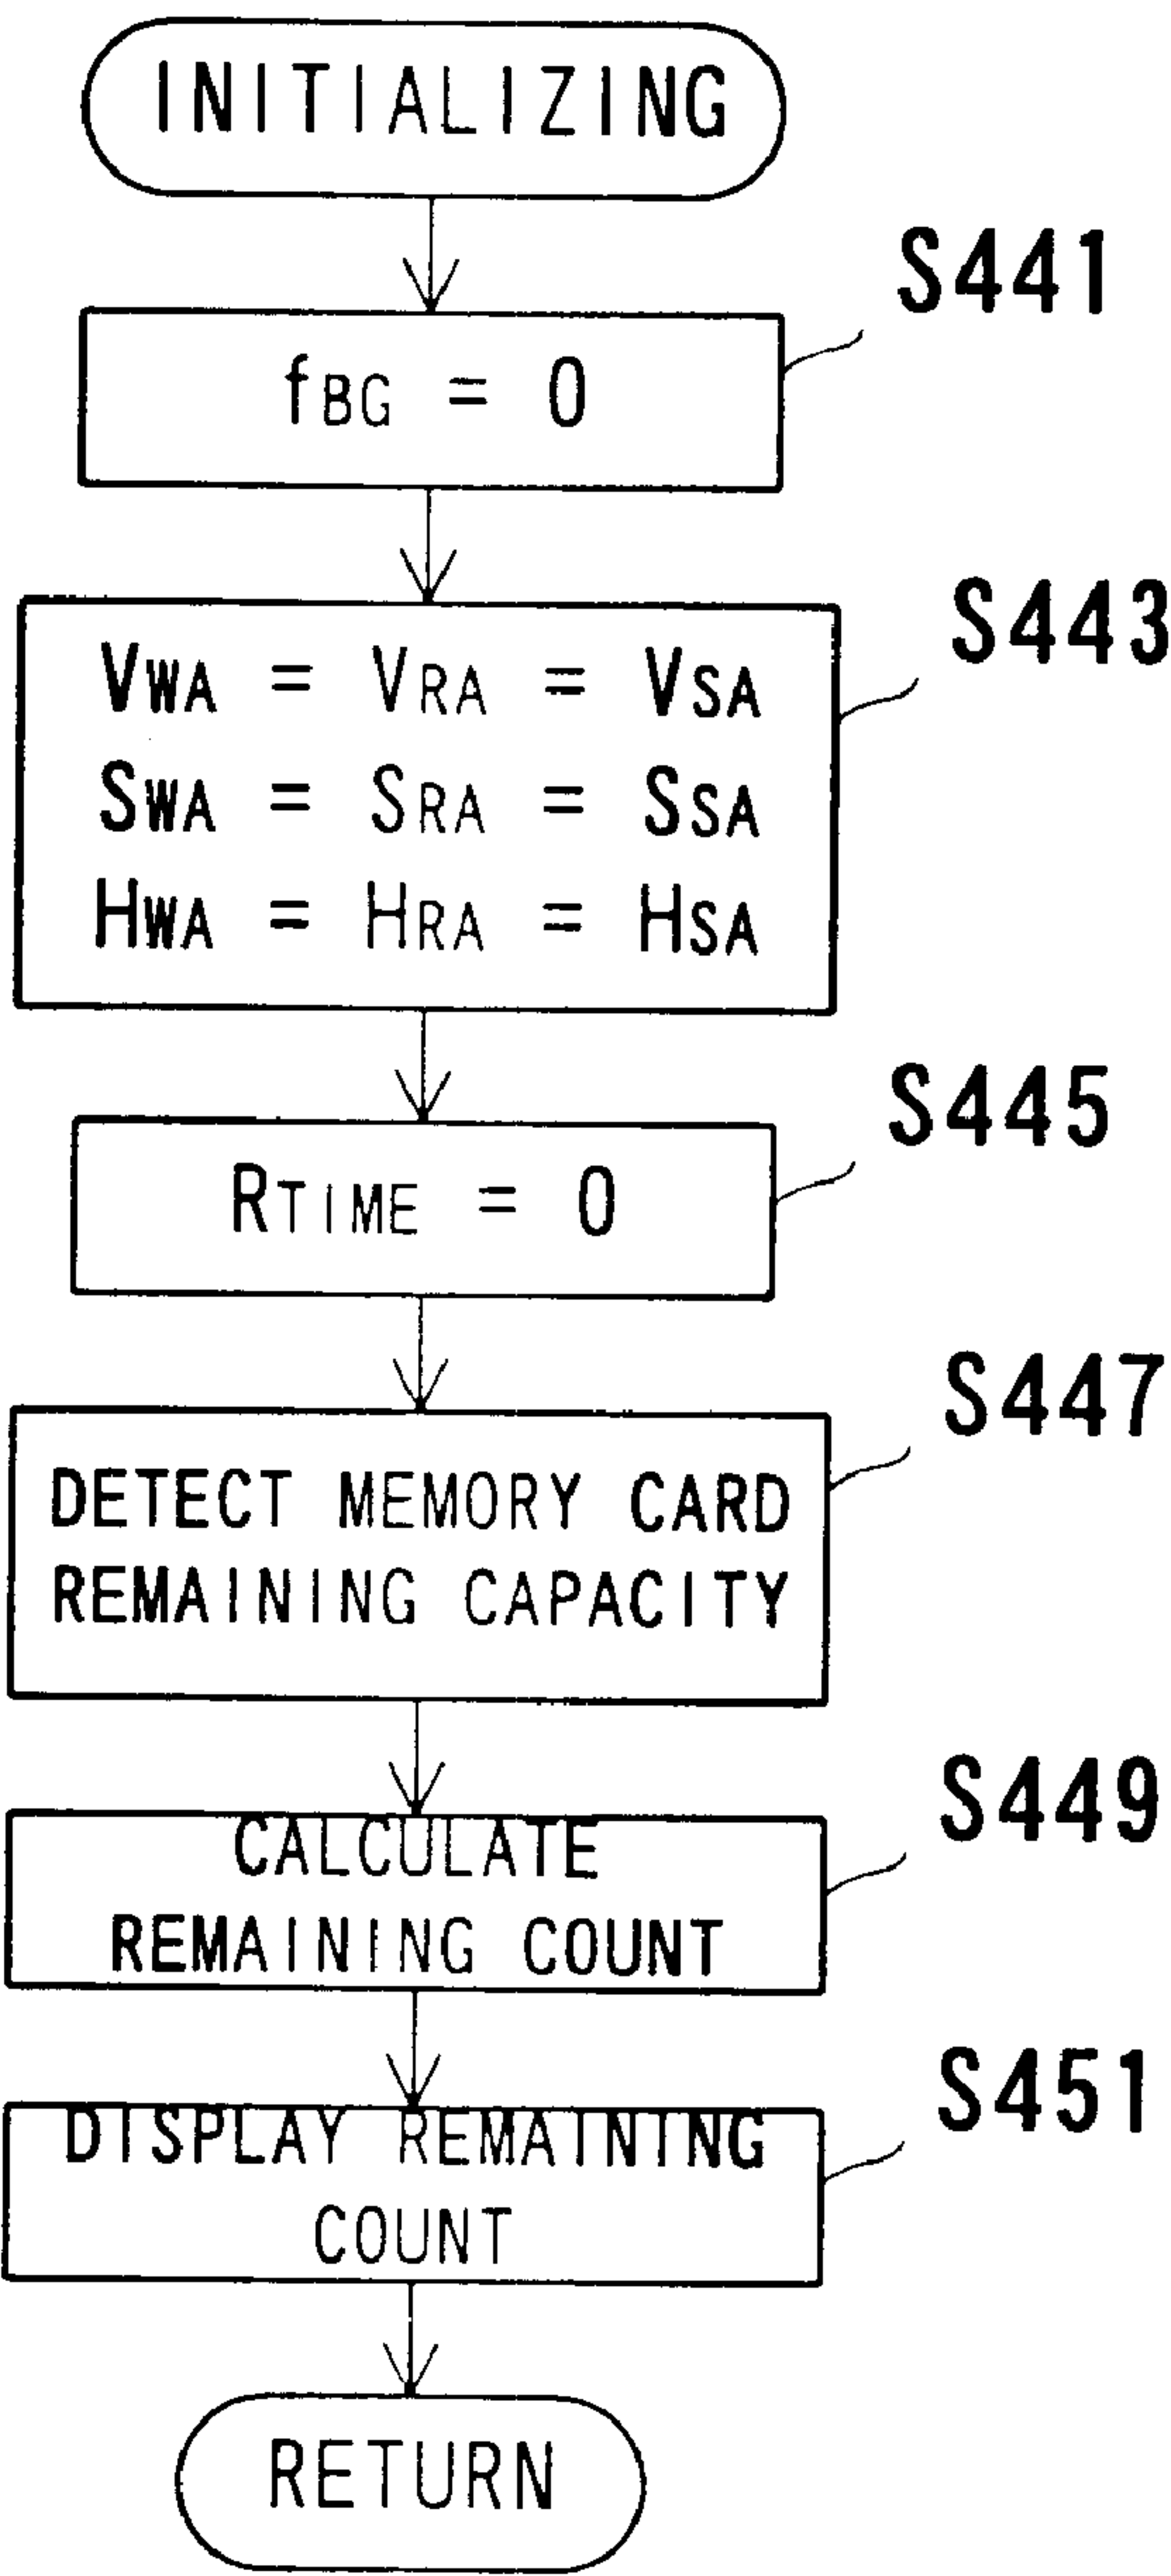 INITIALIZING
S441
fBG = 0
S443
VWA = VRA = VSA
SWA = SRA = SSA
HWA = HRA = HSA
S445
RTIME = 0
S447
DETECT MEMORY CARD
REMAINING CAPACITY
S449
CALCULATE
REMAINING COUNT
S451
DISPLAY REMAINING
COUNT
RETURN